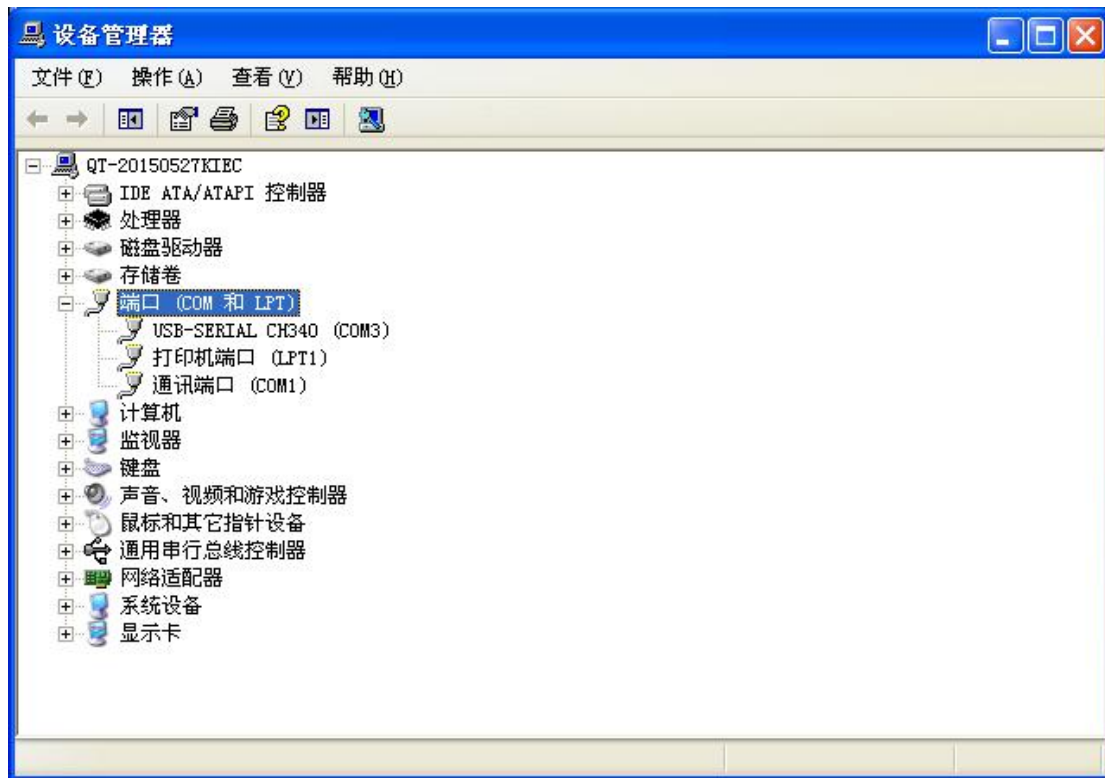 设备管理器
文件(F) 操作(A) 查看(V) 帮助(H)
QT-20150527KIEC
IDE ATA/ATAPI 控制器
处理器
磁盘驱动器
存储卷
端口 (COM 和 LPT)
USB-SERIAL CH340 (COM3)
打印机端口 (LPT1)
通讯端口 (COM1)
计算机
监视器
键盘
声音、视频和游戏控制器
鼠标和其它指针设备
通用串行总线控制器
网络适配器
系统设备
显示卡